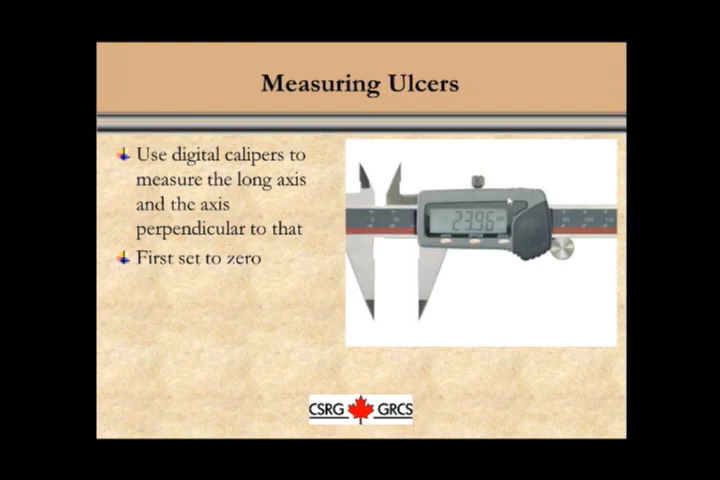 Measuring Ulcers
Use digital calipers to
measure the long axis
and the axis
perpendicular to that
First set to zero
23.96
CSRG GRCS